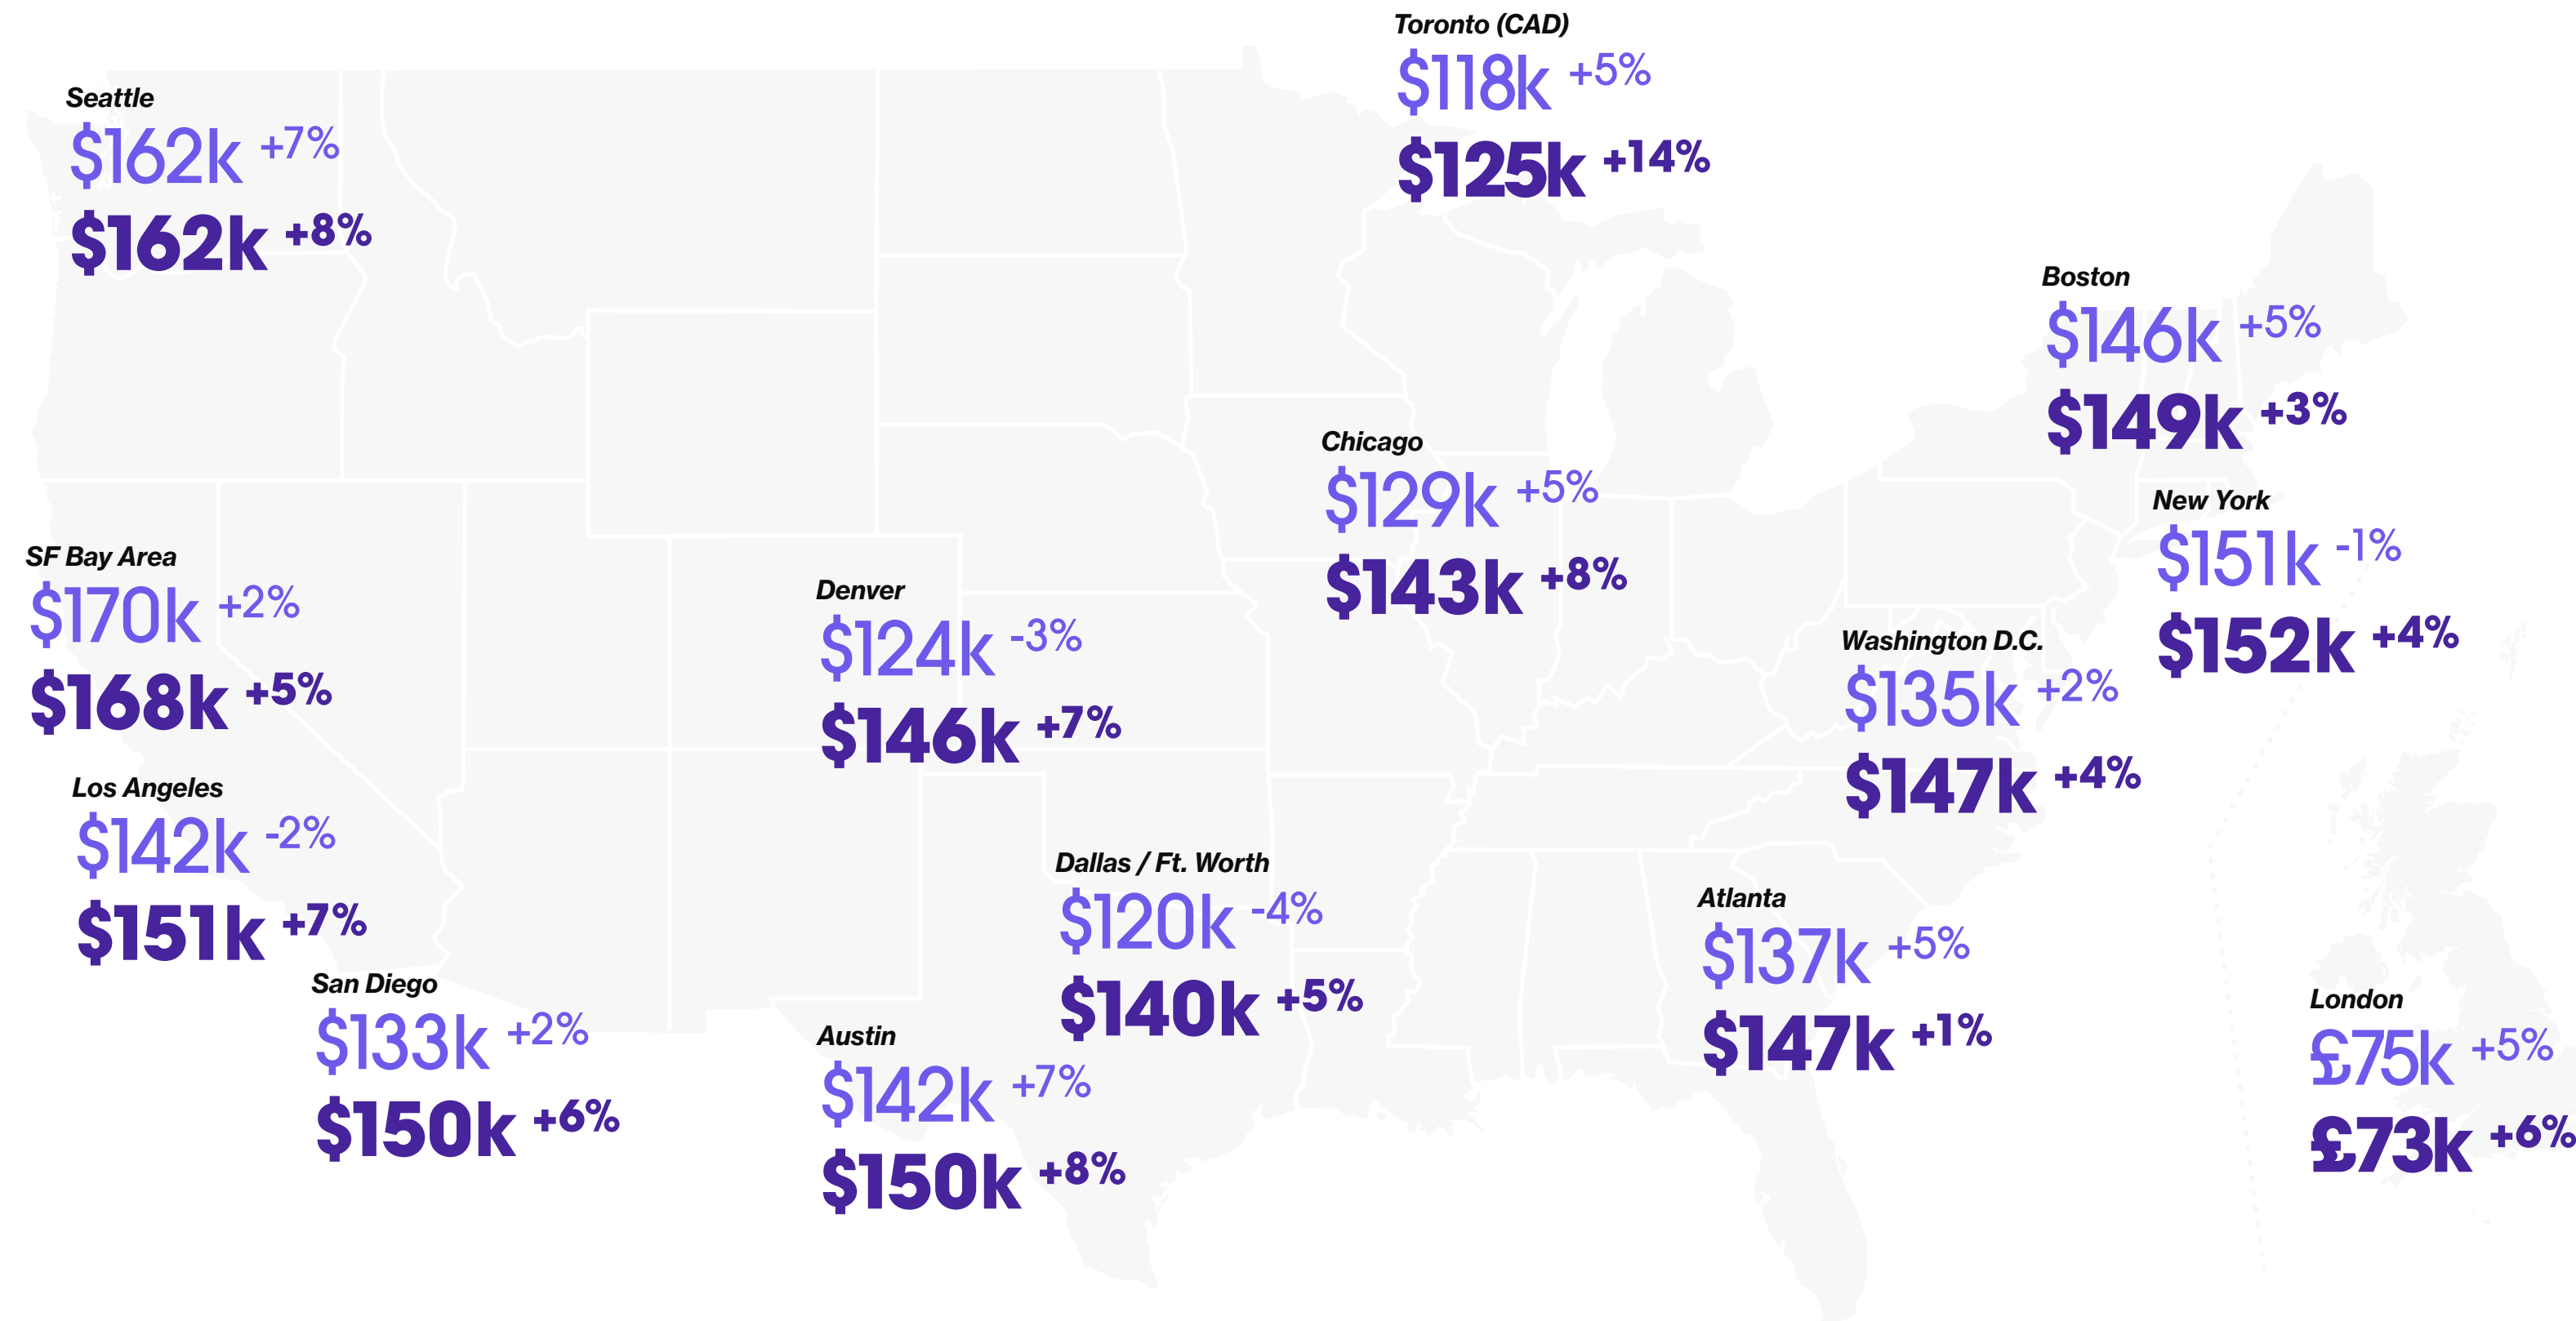 Toronto (CAD)
$118k +5%
$125k +14%
Seattle
$162k +7%
$162k +8%
Boston
$146k +5%
$149k +3%
Chicago
$129k +5%
$143k +8%
New York
$151k -1%
$152k +4%
SF Bay Area
$170k +2%
$168k +5%
Denver
$124k -3%
$146k +7%
Washington D.C.
$135k +2%
$147k +4%
Los Angeles
$142k -2%
$151k +7%
Dallas / Ft. Worth
$120k -4%
$140k +5%
Atlanta
$137k +5%
$147k +1%
San Diego
$133k +2%
$150k +6%
Austin
$142k +7%
$150k +8%
London
£75k +5%
£73k +6%